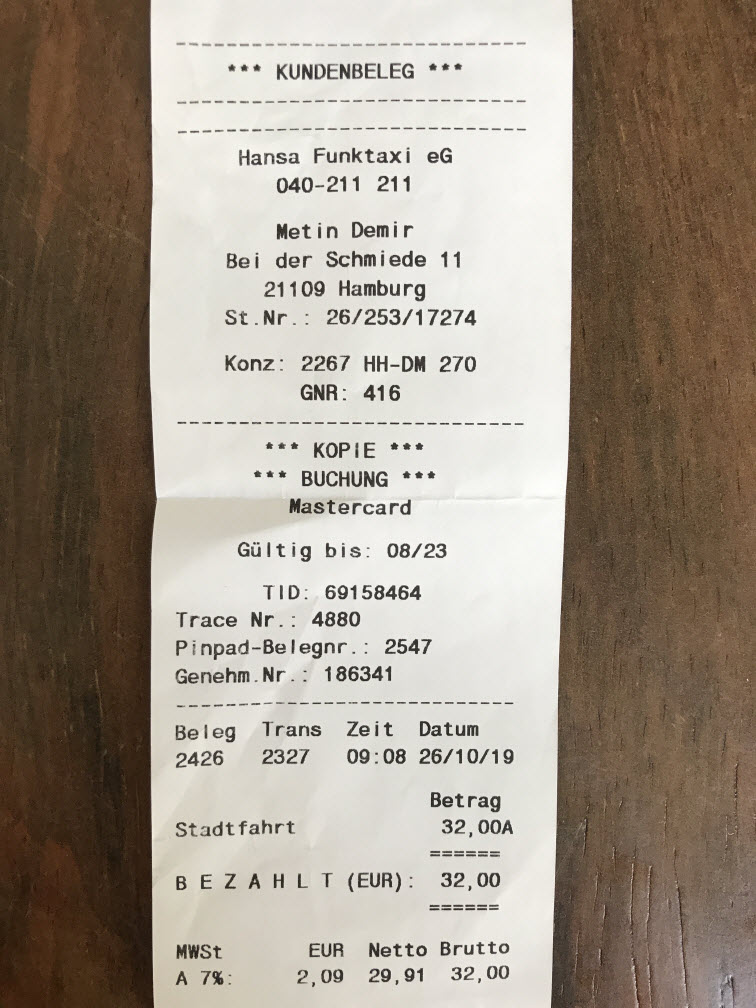 ------------------------------
*** KUNDENBELEG ***
------------------------------
------------------------------
Hansa Funktaxi eG
040-211 211
Metin Demir
Bei der Schmiede 11
21109 Hamburg
St.Nr.: 26/253/17274
Konz: 2267 HH-DM 270
GNR: 416
------------------------------
*** KOPIE ***
*** BUCHUNG ***
Mastercard
Gültig bis: 08/23
TID: 69158464
Trace Nr.: 4880
Pinpad-Belegnr.: 2547
Genehm.Nr.: 186341
------------------------------
Beleg Trans Zeit Datum
2426 2327 09:08 26/10/19
Betrag
Stadtfahrt 32,00A
======
B E Z A H L T (EUR): 32,00
======
MWSt EUR Netto Brutto
A 7%: 2,09 29,91 32,00